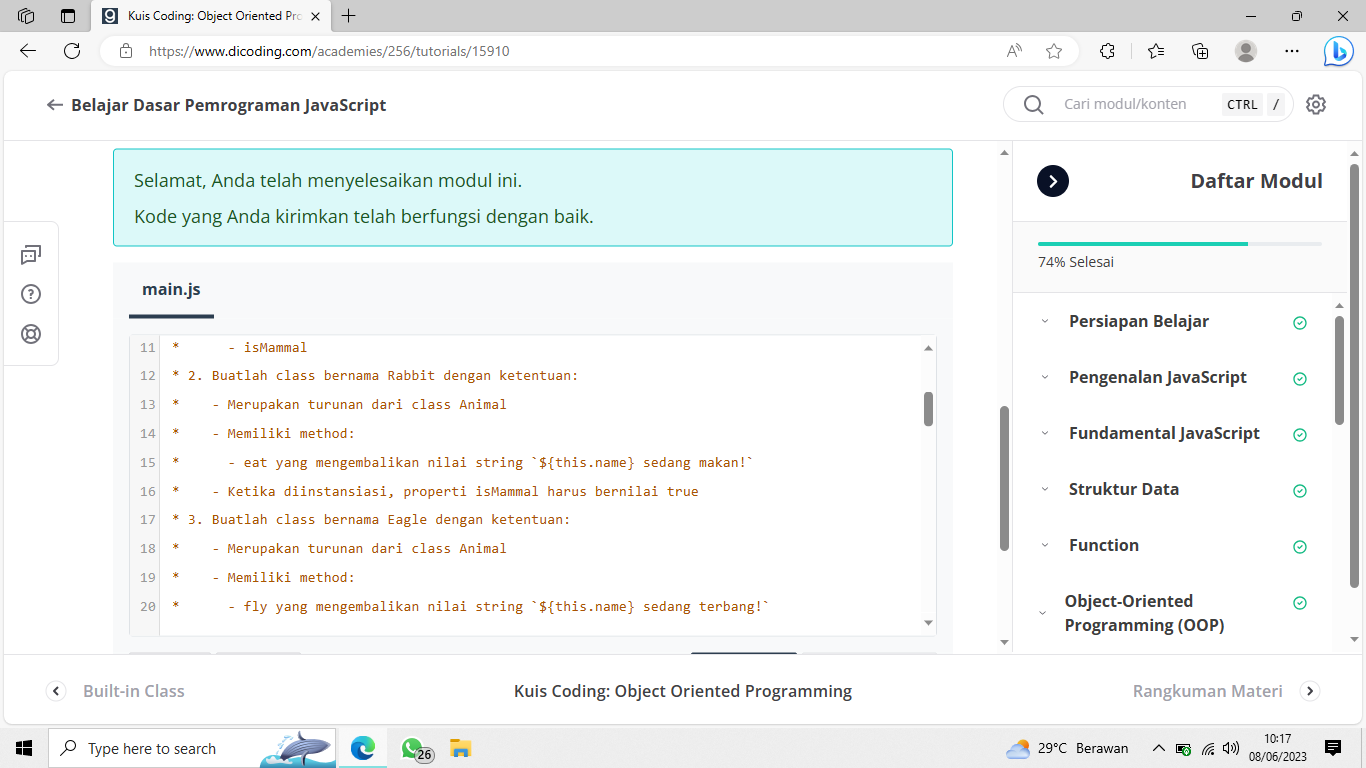 Kuis Coding: Object Oriented Pro
https://www.dicoding.com/academies/256/tutorials/15910
Belajar Dasar Pemrograman JavaScript
Cari modul/konten CTRL /
Selamat, Anda telah menyelesaikan modul ini.
Kode yang Anda kirimkan telah berfungsi dengan baik.
main.js
11 * - isMammal
12 * 2. Buatlah class bernama Rabbit dengan ketentuan:
13 * - Merupakan turunan dari class Animal
14 * - Memiliki method:
15 * - eat yang mengembalikan nilai string `${this.name} sedang makan!`
16 * - Ketika diinstansiasi, properti isMammal harus bernilai true
17 * 3. Buatlah class bernama Eagle dengan ketentuan:
18 * - Merupakan turunan dari class Animal
19 * - Memiliki method:
20 * - fly yang mengembalikan nilai string `${this.name} sedang terbang!`
Daftar Modul
74% Selesai
Persiapan Belajar
Pengenalan JavaScript
Fundamental JavaScript
Struktur Data
Function
Object-Oriented
Programming (OOP)
Built-in Class
Kuis Coding: Object Oriented Programming
Rangkuman Materi
Type here to search
26
29°C Berawan
10:17
08/06/2023